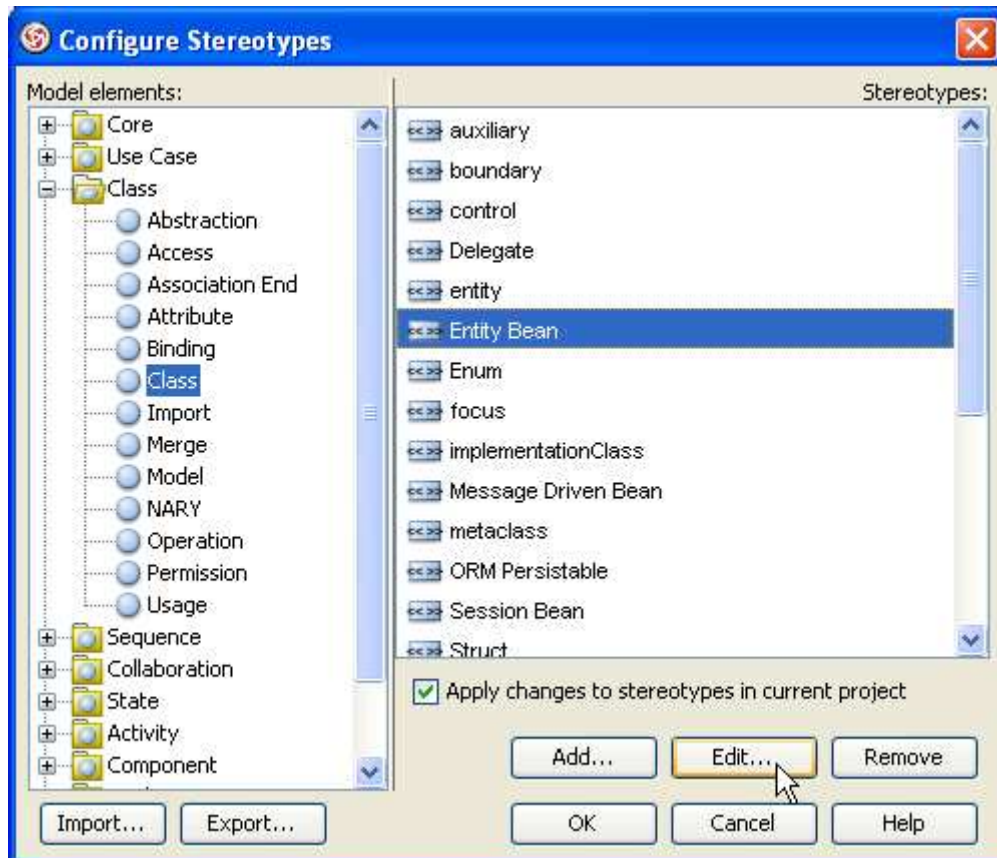 Configure Stereotypes
Model elements:
Core
Use Case
Class
Abstraction
Access
Association End
Attribute
Binding
Class
Import
Merge
Model
NARY
Operation
Permission
Usage
Sequence
Collaboration
State
Activity
Component
Stereotypes:
<<>> auxiliary
<<>> boundary
<<>> control
<<>> Delegate
<<>> entity
<<>> Entity Bean
<<>> Enum
<<>> focus
<<>> implementationClass
<<>> Message Driven Bean
<<>> metaclass
<<>> ORM Persistable
<<>> Session Bean
<<>> Struct
Apply changes to stereotypes in current project
Add... Edit... Remove
Import... Export... OK Cancel Help